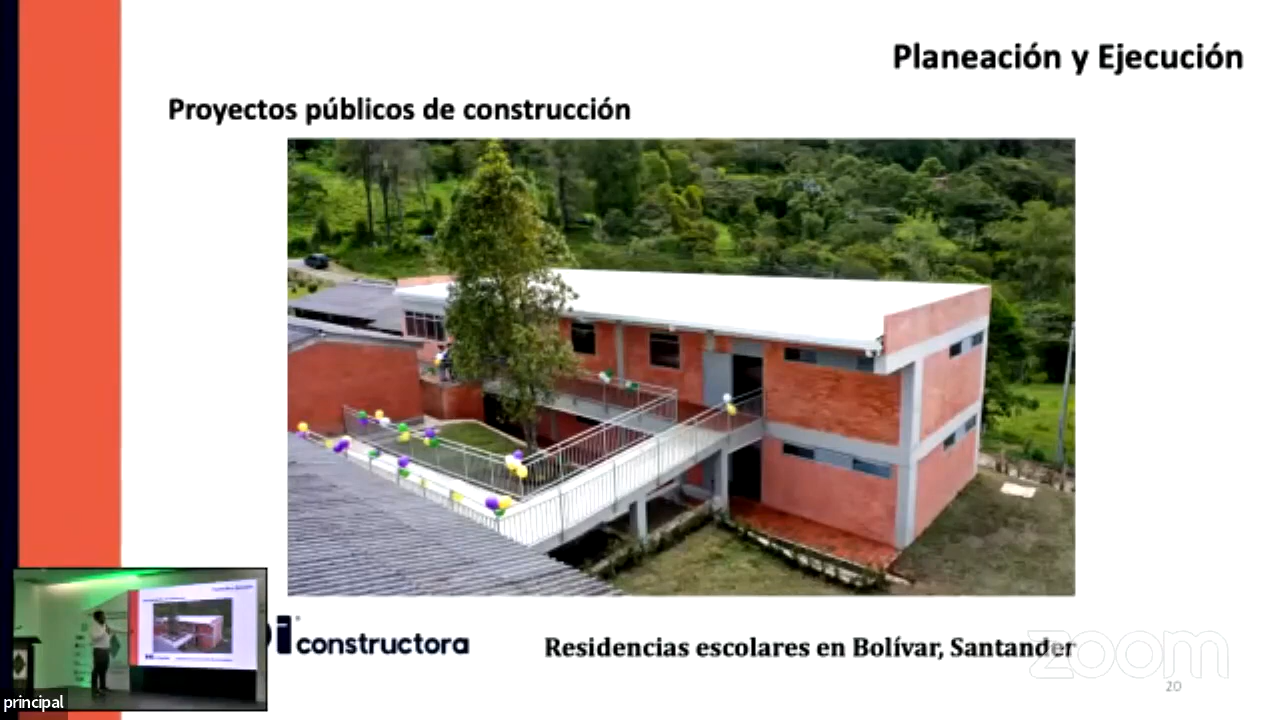 Planeación y Ejecución
Proyectos públicos de construcción
constructora
Residencias escolares en Bolívar, Santander
zoom
20
principal